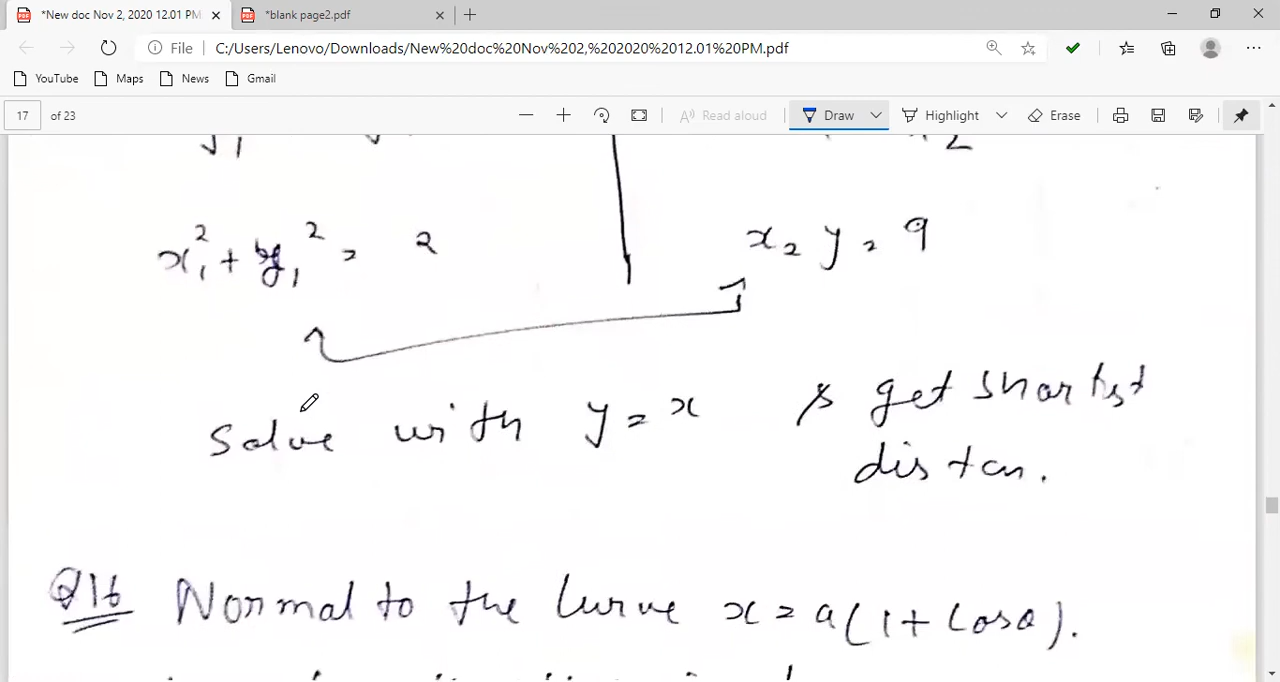 *New doc Nov 2, 2020 12.01 PM. *blank page2.pdf
File C:/Users/Lenovo/Downloads/New%20doc%20Nov%202,%202020%2012.01%20PM.pdf
YouTube Maps News Gmail
17 of 23 Read aloud Draw Highlight Erase
x₁² + y₁² = 2
x₂ y = 9
solve with y = x & get shortest
distan.
Q16 Normal to the Curve x = a(1 + Cosθ).